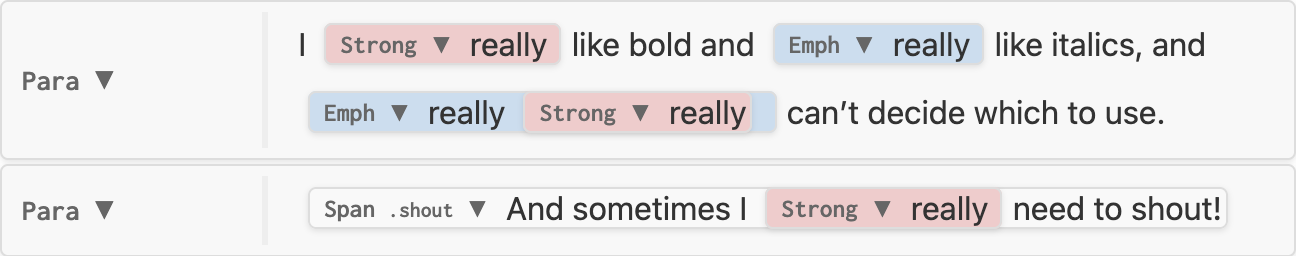 Para ▼
I Strong ▼ really like bold and Emph ▼ really like italics, and
Emph ▼ really Strong ▼ really can’t decide which to use.
Para ▼
Span .shout ▼ And sometimes I Strong ▼ really need to shout!